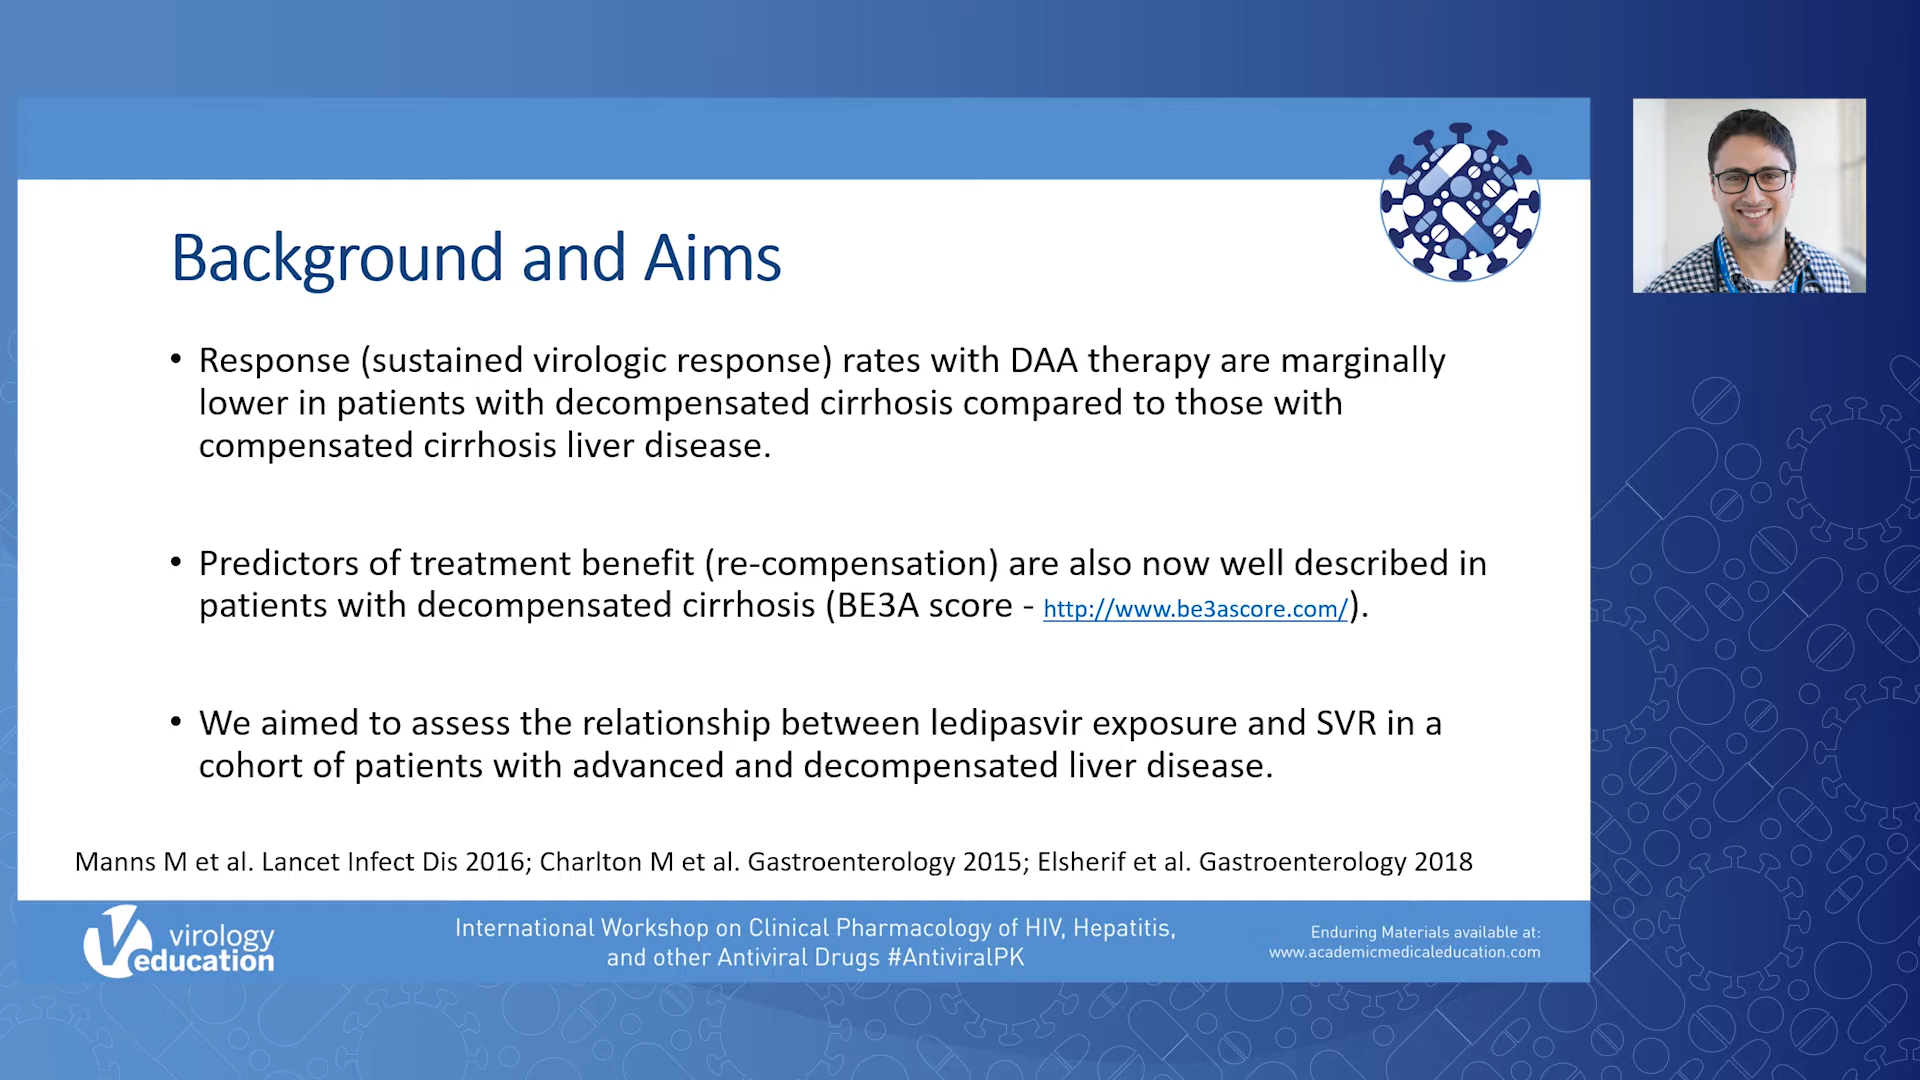 Background and Aims
• Response (sustained virologic response) rates with DAA therapy are marginally
lower in patients with decompensated cirrhosis compared to those with
compensated cirrhosis liver disease.
• Predictors of treatment benefit (re-compensation) are also now well described in
patients with decompensated cirrhosis (BE3A score - http://www.be3ascore.com/).
• We aimed to assess the relationship between ledipasvir exposure and SVR in a
cohort of patients with advanced and decompensated liver disease.
Manns M et al. Lancet Infect Dis 2016; Charlton M et al. Gastroenterology 2015; Elsherif et al. Gastroenterology 2018
virology
education
International Workshop on Clinical Pharmacology of HIV, Hepatitis,
and other Antiviral Drugs #AntiviralPK
Enduring Materials available at:
www.academicmedicaleducation.com